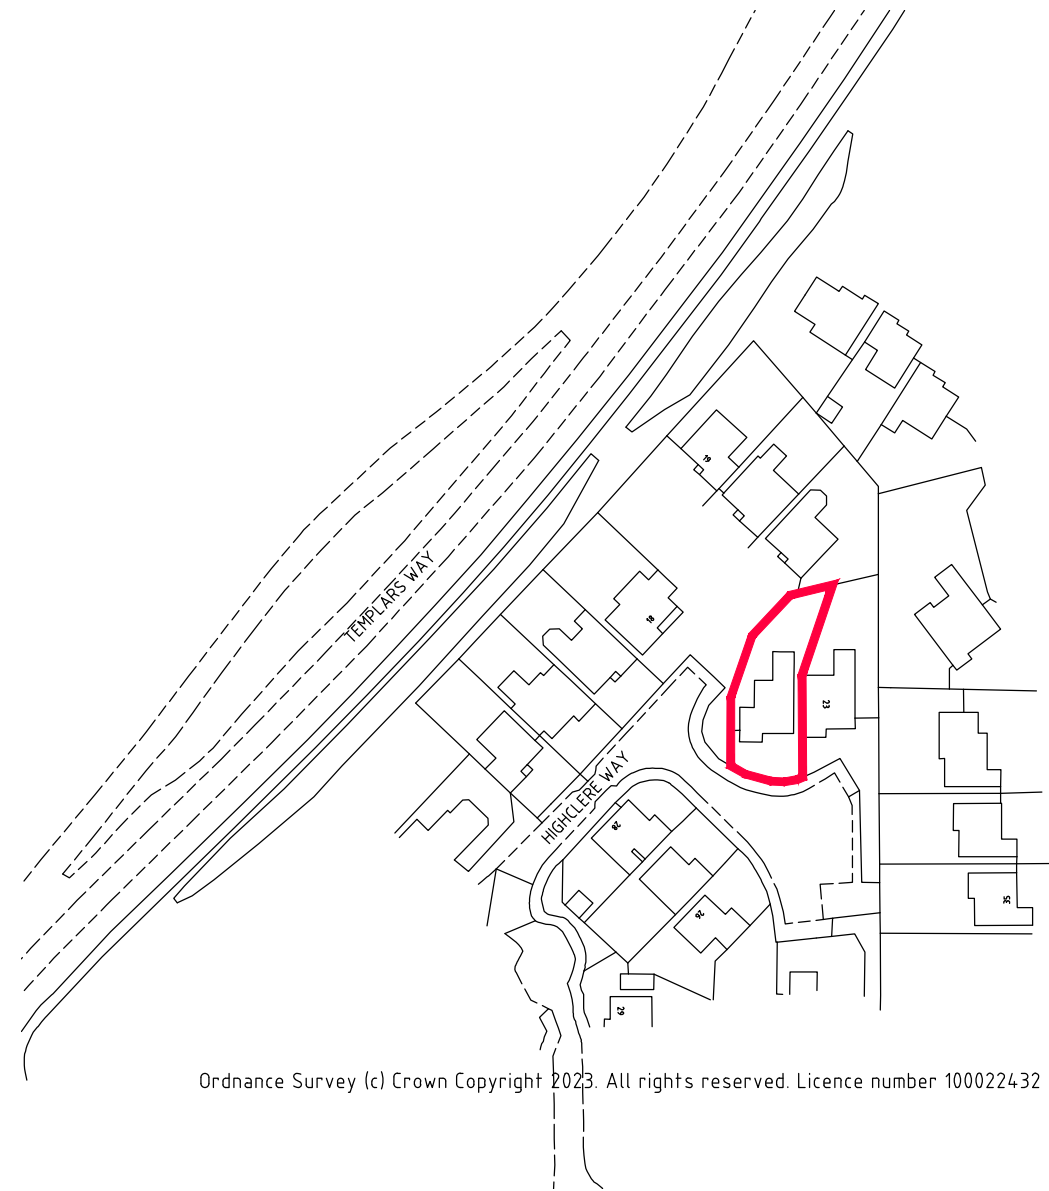 19
TEMPLARS WAY
18
23
HIGHCLERE WAY
28
26
35
29
Ordnance Survey (c) Crown Copyright 2023. All rights reserved. Licence number 100022432